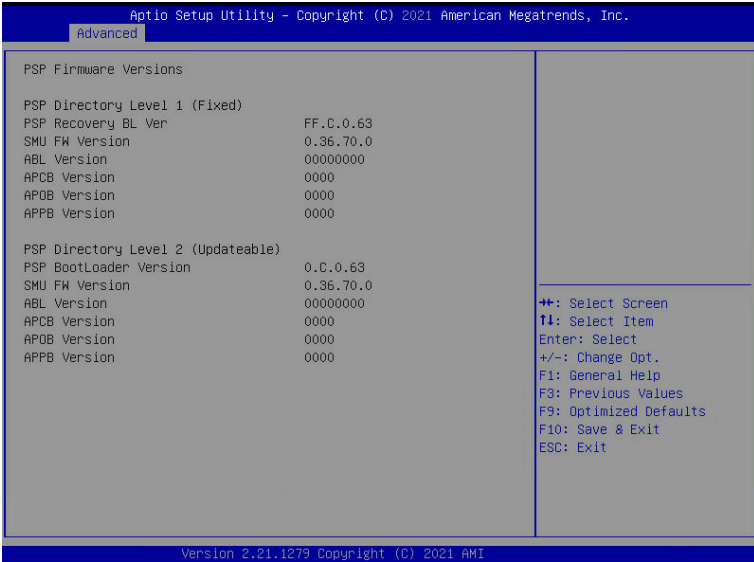 Aptio Setup Utility – Copyright (C) 2021 American Megatrends, Inc.
Advanced
PSP Firmware Versions
PSP Directory Level 1 (Fixed)
PSP Recovery BL Ver FF.C.0.63
SMU FW Version 0.36.70.0
ABL Version 00000000
APCB Version 0000
APOB Version 0000
APPB Version 0000
PSP Directory Level 2 (Updateable)
PSP BootLoader Version 0.C.0.63
SMU FW Version 0.36.70.0
ABL Version 00000000
APCB Version 0000
APOB Version 0000
APPB Version 0000
→←: Select Screen
↑↓: Select Item
Enter: Select
+/-: Change Opt.
F1: General Help
F3: Previous Values
F9: Optimized Defaults
F10: Save & Exit
ESC: Exit
Version 2.21.1279 Copyright (C) 2021 AMI